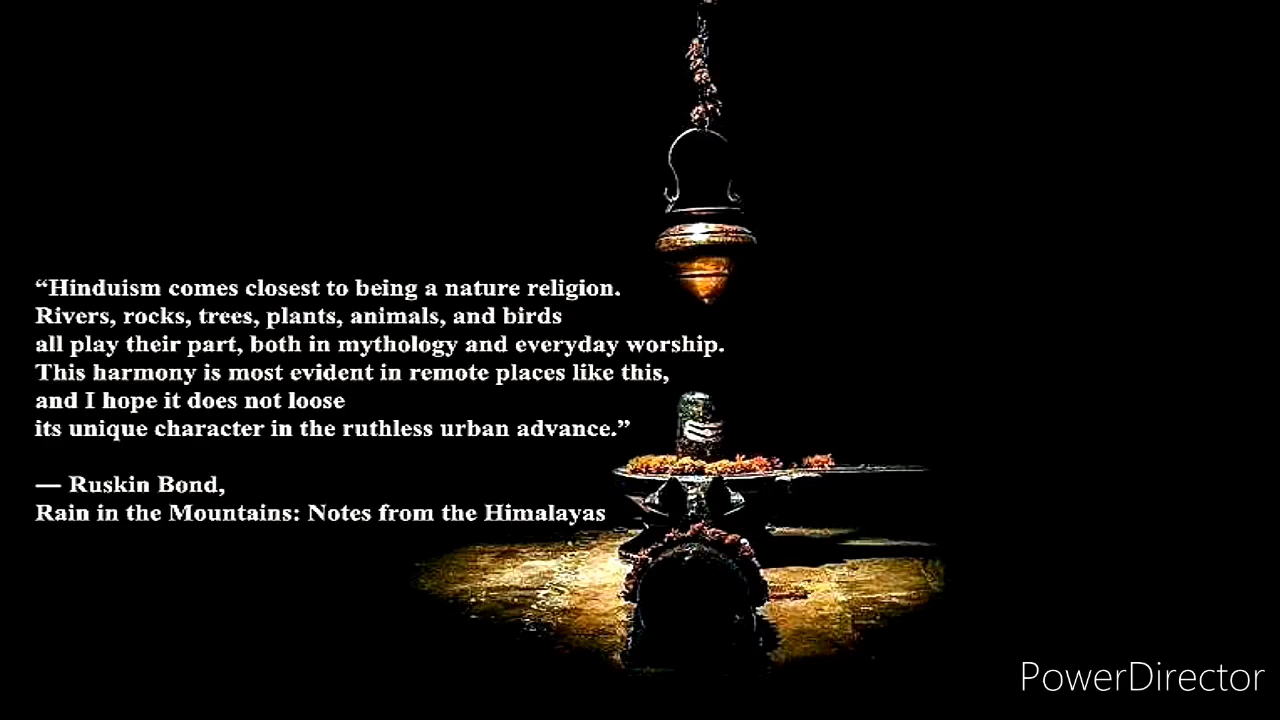 “Hinduism comes closest to being a nature religion.
Rivers, rocks, trees, plants, animals, and birds
all play their part, both in mythology and everyday worship.
This harmony is most evident in remote places like this,
and I hope it does not loose
its unique character in the ruthless urban advance.”
— Ruskin Bond,
Rain in the Mountains: Notes from the Himalayas
PowerDirector